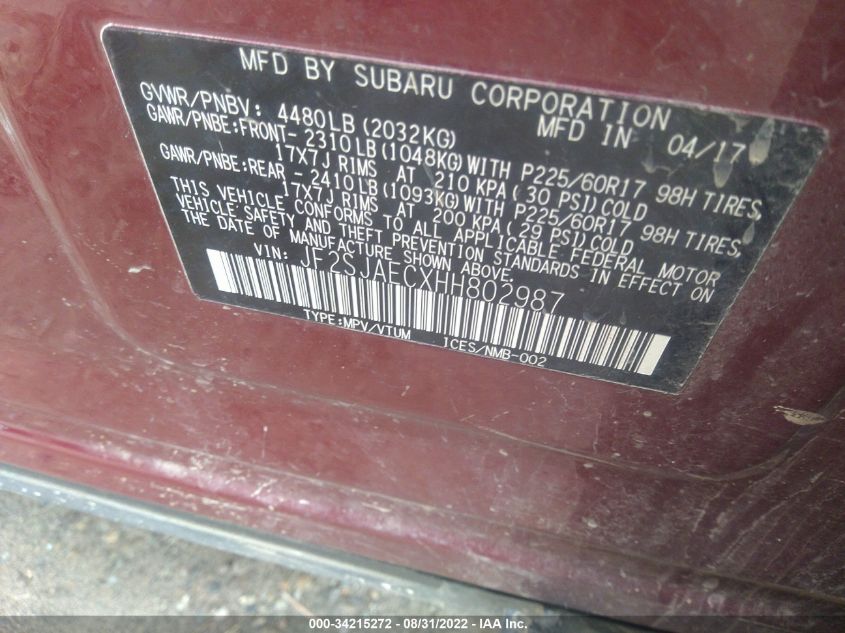 MFD BY SUBARU CORPORATION
GVWR/PNBV: 4480LB (2032KG) MFD IN 04/17
GAWR/PNBE:FRONT-2310LB(1048KG)WITH P225/60R17 98H TIRES,
17X7J RIMS AT 210 KPA(30 PSI)COLD
GAWR/PNBE:REAR -2410LB(1093KG)WITH P225/60R17 98H TIRES,
17X7J RIMS AT 200 KPA(29 PSI)COLD
THIS VEHICLE CONFORMS TO ALL APPLICABLE FEDERAL MOTOR
VEHICLE SAFETY AND THEFT PREVENTION STANDARDS IN EFFECT ON
THE DATE OF MANUFACTURE SHOWN ABOVE.
VIN: JF2SJAECXHH802987
TYPE:MPV/VTUM ICES/NMB-002
000-34215272 - 08/31/2022 - IAA Inc.